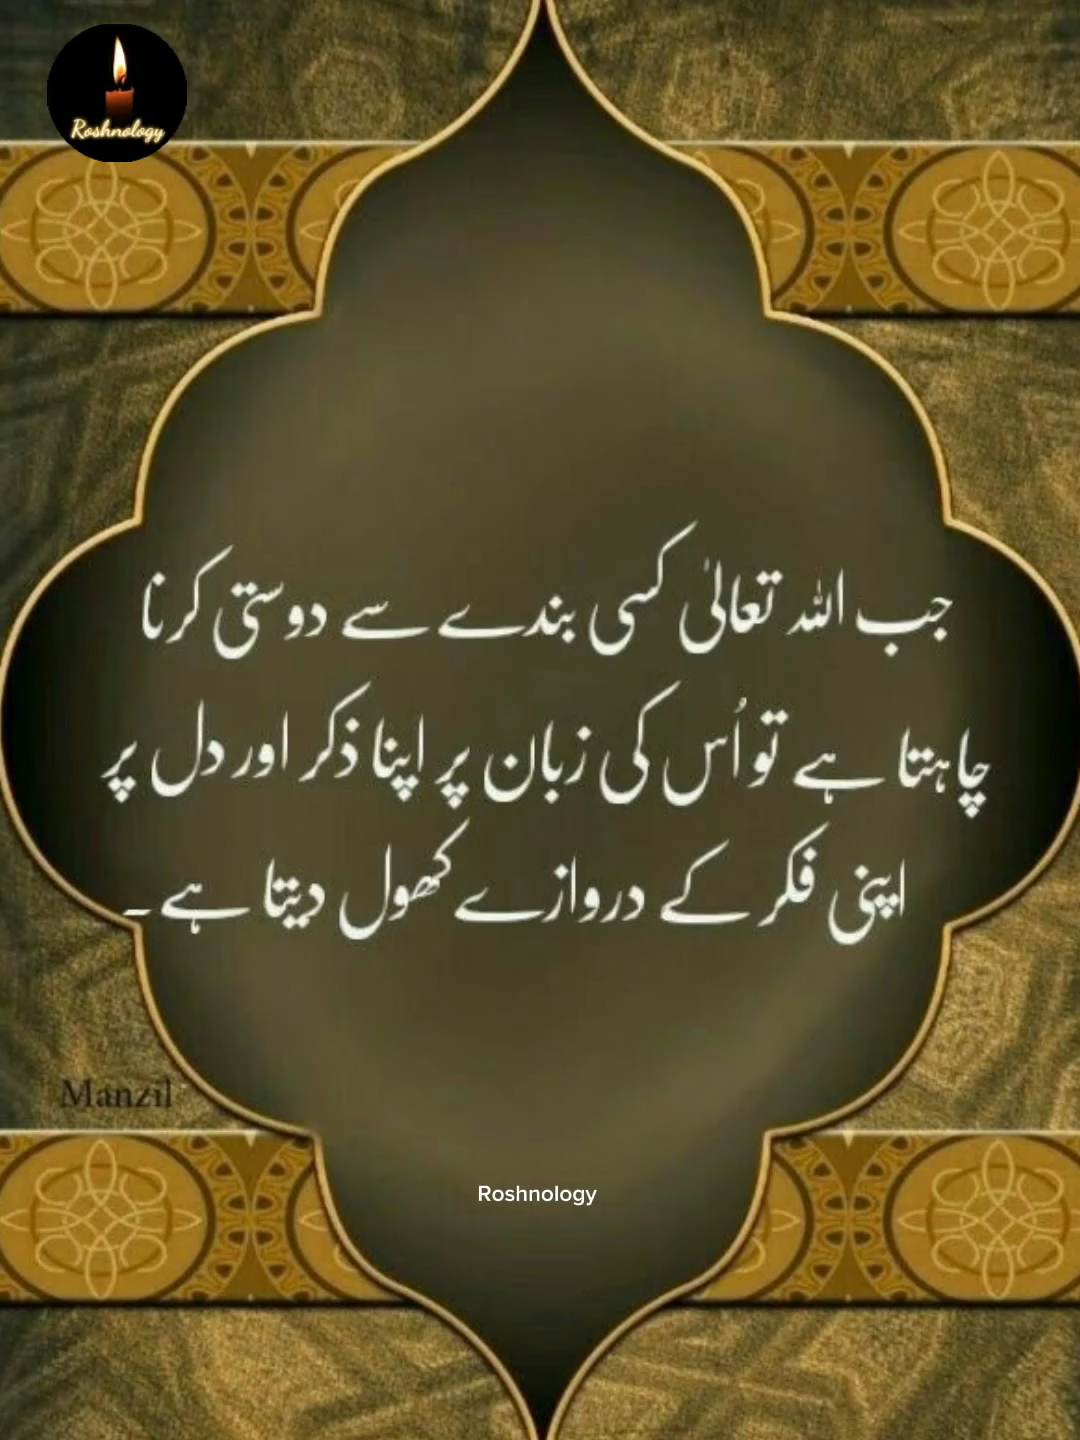 Roshnology
جب اللہ تعالیٰ کسی بندے سے دوستی کرنا
چاہتا ہے تو اُس کی زبان پر اپنا ذکر اور دل پر
اپنی فکر کے دروازے کھول دیتا ہے۔
Manzil
Roshnology